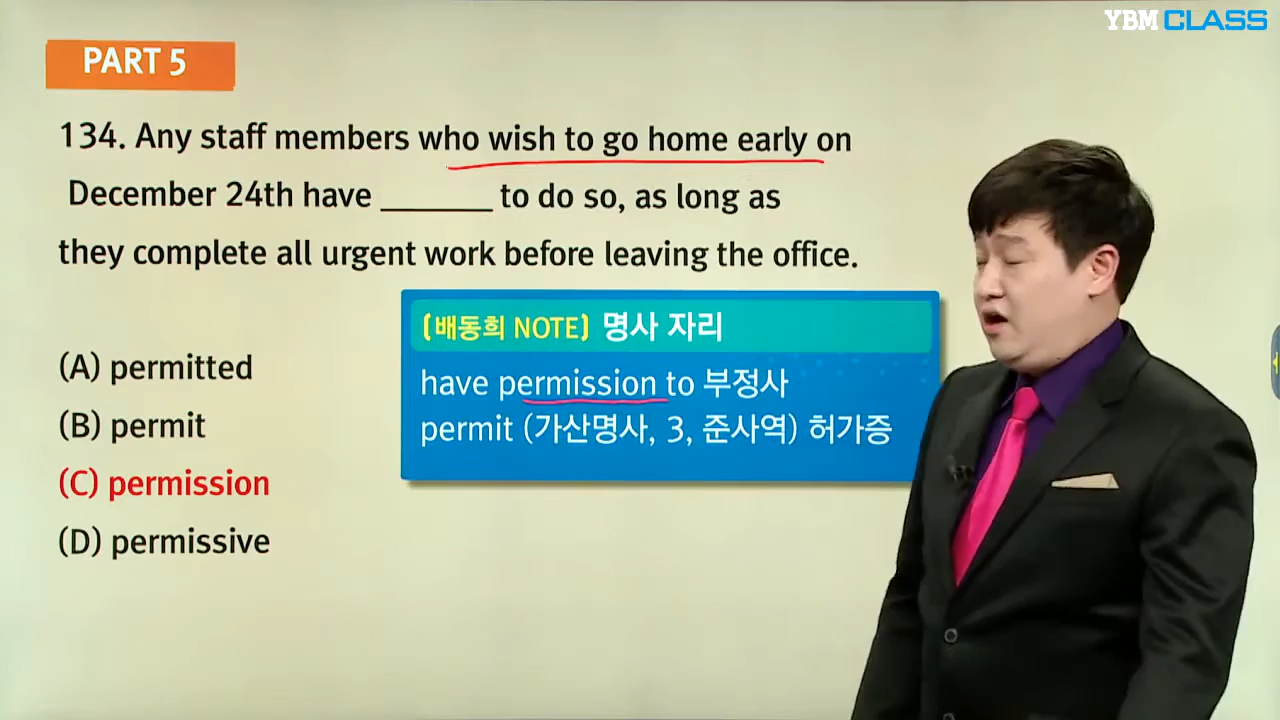 YBM CLASS
PART 5
134. Any staff members who wish to go home early on
December 24th have _______ to do so, as long as
they complete all urgent work before leaving the office.
(A) permitted
(B) permit
(C) permission
(D) permissive
[배동희 NOTE] 명사 자리
have permission to 부정사
permit (가산명사, 3, 준사역) 허가증